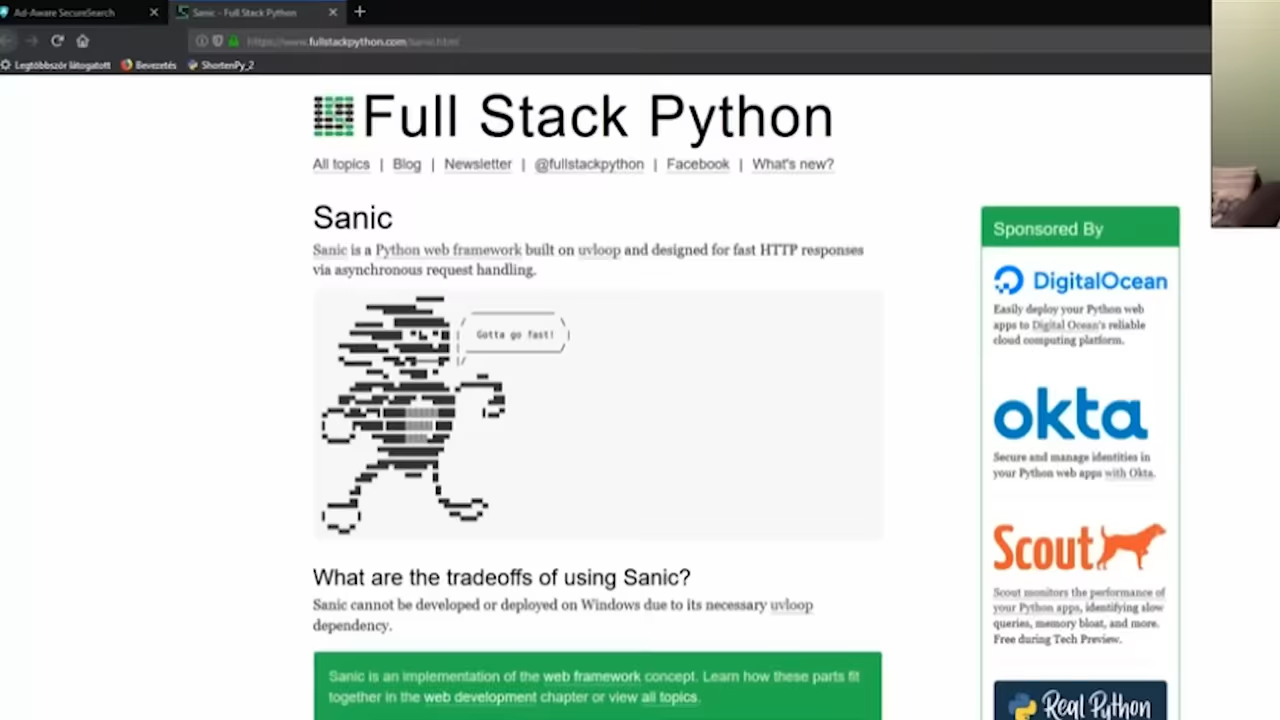 Ad-Aware SecureSearch
Sanic - Full Stack Python
https://www.fullstackpython.com/sanic.html
Legtöbbször látogatott
Bevezetés
ShortenPy_2
Full Stack Python
All topics | Blog | Newsletter | @fullstackpython | Facebook | What's new?
Sanic
Sanic is a Python web framework built on uvloop and designed for fast HTTP responses
via asynchronous request handling.
Gotta go fast!
What are the tradeoffs of using Sanic?
Sanic cannot be developed or deployed on Windows due to its necessary uvloop
dependency.
Sanic is an implementation of the web framework concept. Learn how these parts fit
together in the web development chapter or view all topics.
Sponsored By
DigitalOcean
Easily deploy your Python web
apps to Digital Ocean's reliable
cloud computing platform.
okta
Secure and manage identities in
your Python web apps with Okta.
Scout
Scout monitors the performance of
your Python apps, identifying slow
queries, memory bloat, and more.
Free during Tech Preview.
Real Python